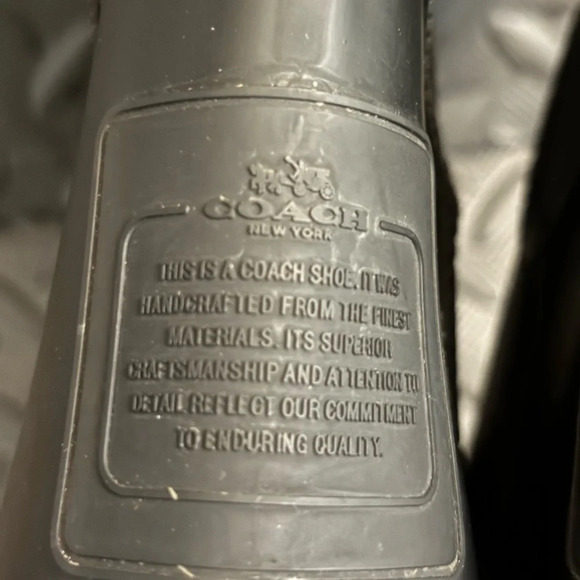 COACH
NEW YORK
THIS IS A COACH SHOE. IT WAS
HANDCRAFTED FROM THE FINEST
MATERIALS. ITS SUPERIOR
CRAFTSMANSHIP AND ATTENTION TO
DETAIL REFLECT OUR COMMITMENT
TO ENDURING QUALITY.